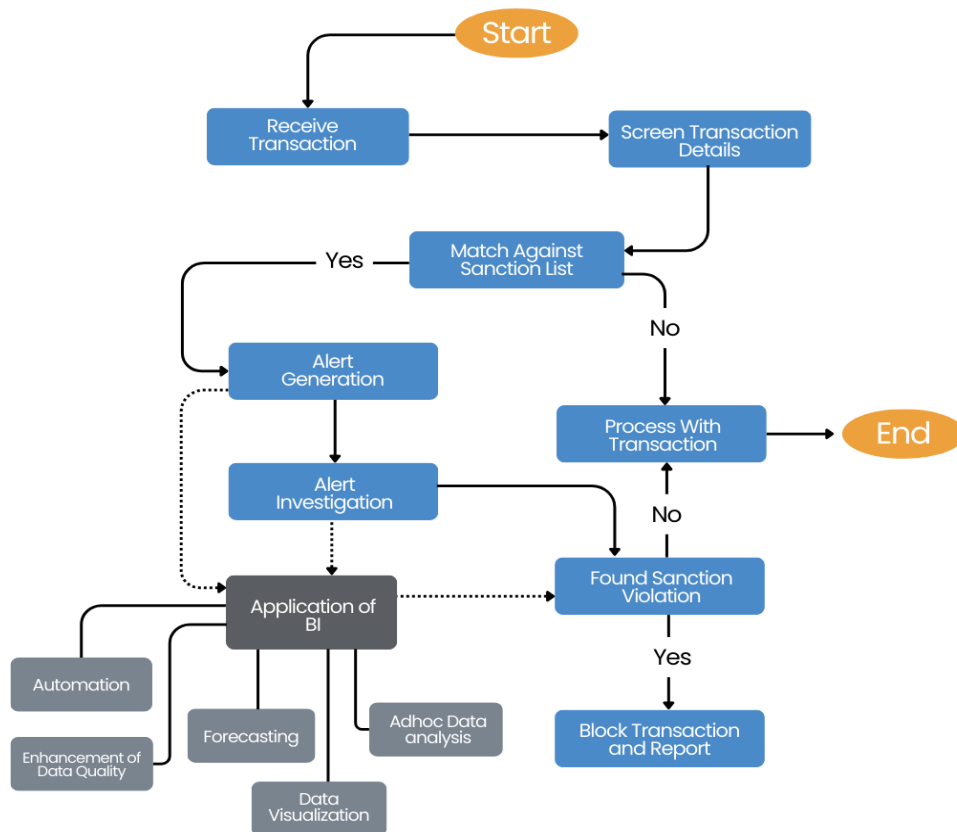 Start
Receive
Transaction
Screen Transaction
Details
Match Against
Sanction List
Yes
No
Alert
Generation
Process With
Transaction
End
Alert
Investigation
No
Found Sanction
Violation
Application of
BI
Yes
Automation
Enhancement of
Data Quality
Forecasting
Data
Visualization
Adhoc Data
analysis
Block Transaction
and Report